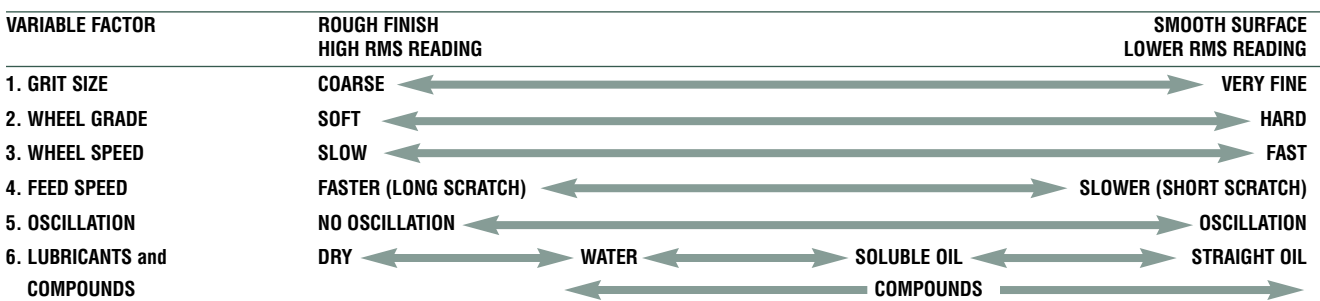 VARIABLE FACTOR ROUGH FINISH SMOOTH SURFACE
HIGH RMS READING LOWER RMS READING
1. GRIT SIZE COARSE VERY FINE
2. WHEEL GRADE SOFT HARD
3. WHEEL SPEED SLOW FAST
4. FEED SPEED FASTER (LONG SCRATCH) SLOWER (SHORT SCRATCH)
5. OSCILLATION NO OSCILLATION OSCILLATION
6. LUBRICANTS and DRY WATER SOLUBLE OIL STRAIGHT OIL
COMPOUNDS COMPOUNDS